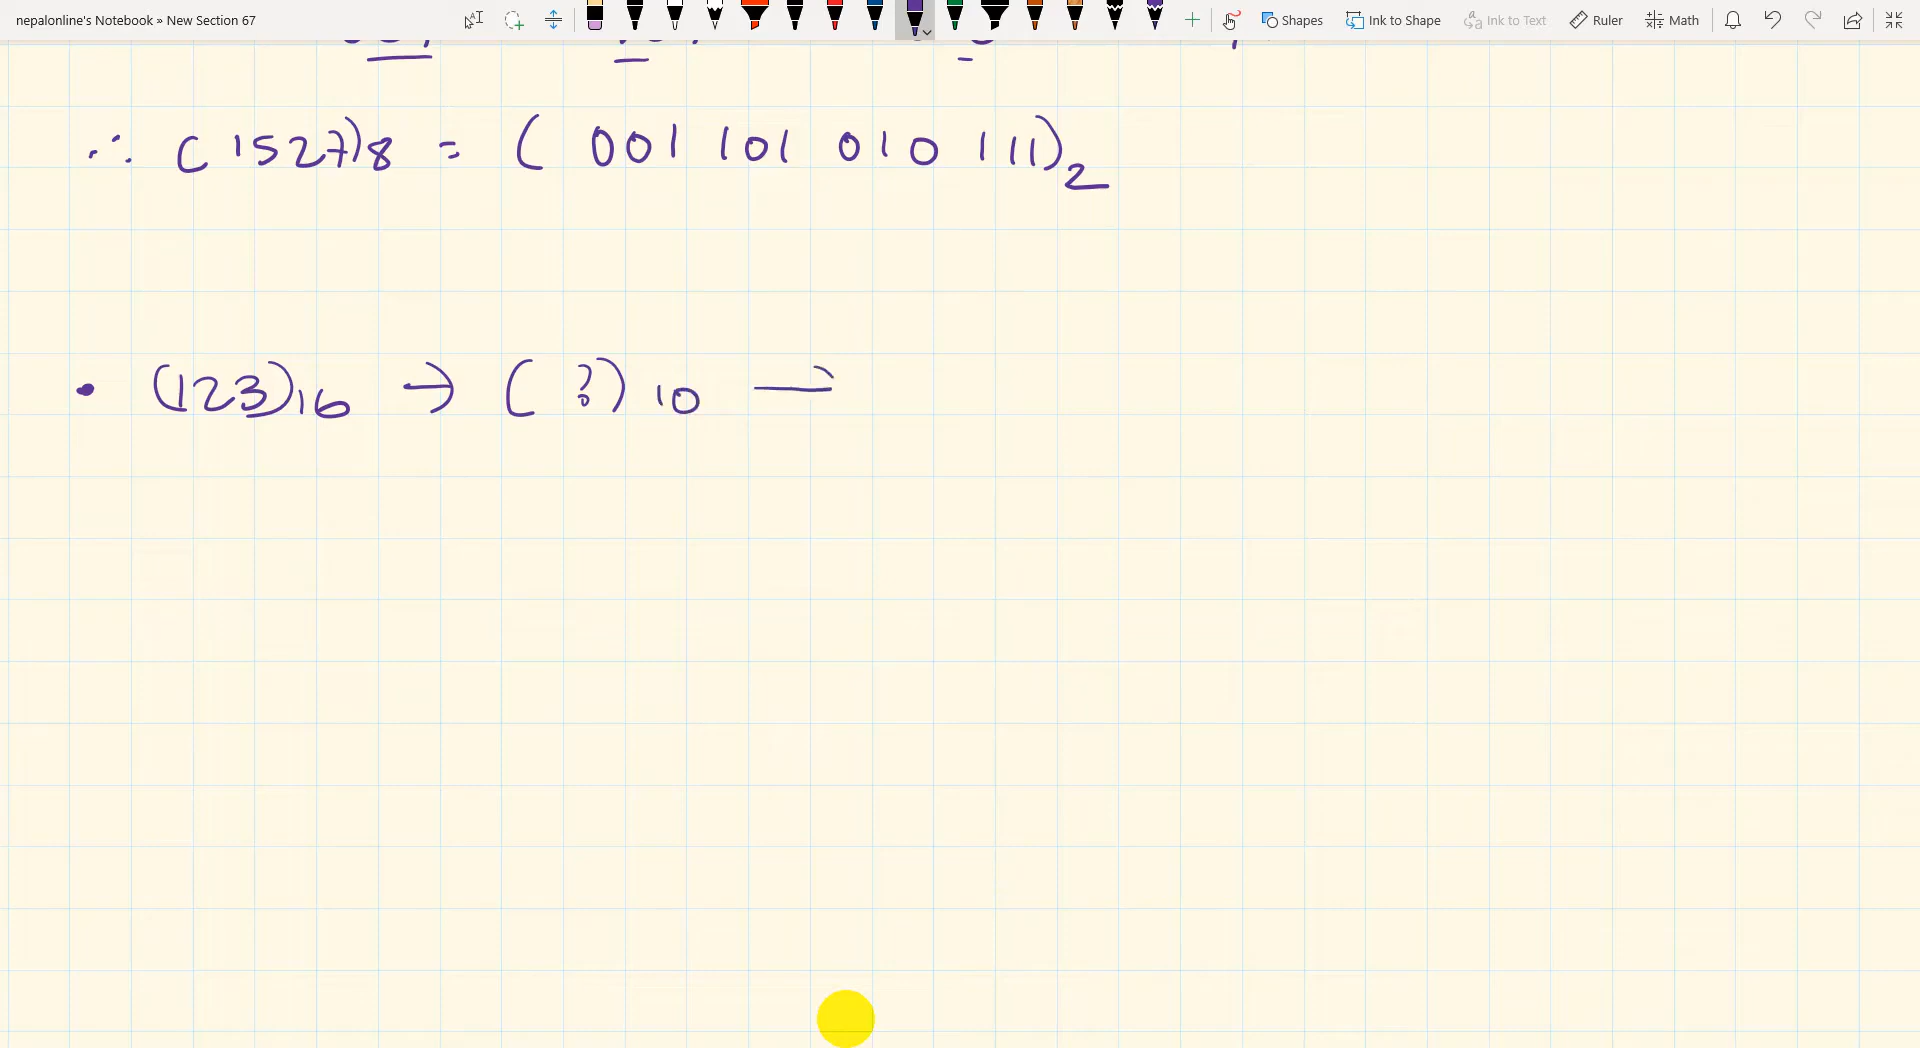 nepalonline's Notebook » New Section 67
Shapes Ink to Shape Ink to Text Ruler Math
∴ (1527)8 = ( 001 101 010 111)2
• (123)16 → ( ?) 10 →